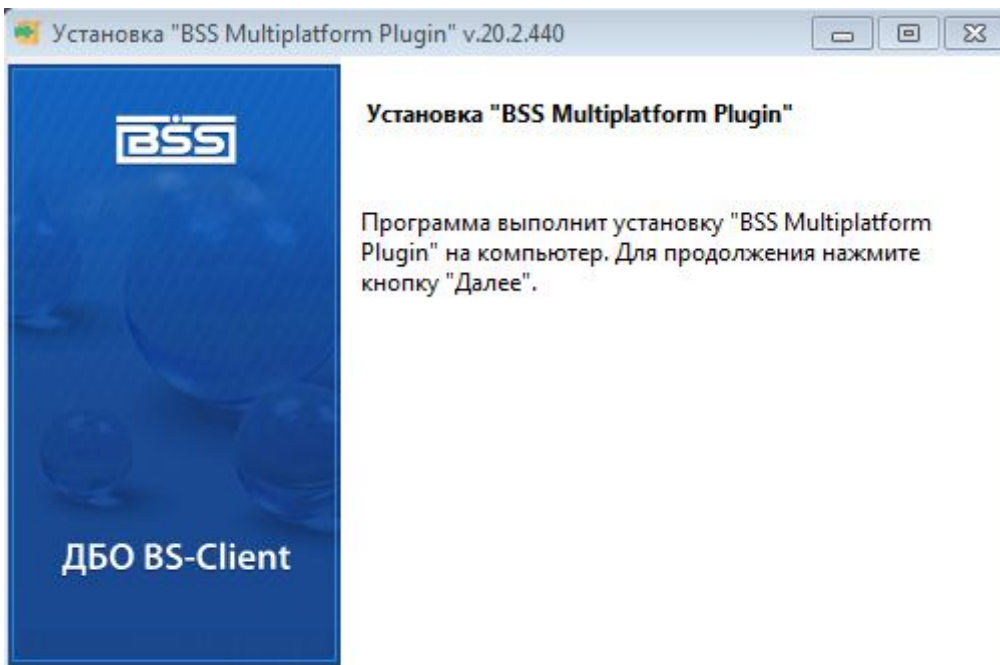 Установка "BSS Multiplatform Plugin" v.20.2.440
BSS
ДБО BS-Client
Установка "BSS Multiplatform Plugin"
Программа выполнит установку "BSS Multiplatform
Plugin" на компьютер. Для продолжения нажмите
кнопку "Далее".